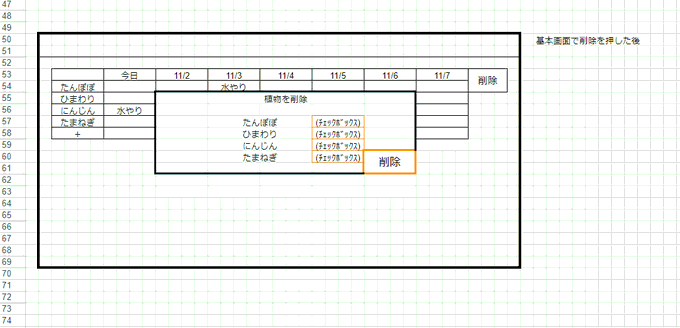 47
48
49
50 基本画面で削除を押した後
51
52
53 今日 11/2 11/3 11/4 11/5 11/6 11/7 削除
54 たんぽぽ 水やり
55 ひまわり 植物を削除
56 にんじん 水やり
57 たまねぎ たんぽぽ (ﾁｪｯｸﾎﾞｯｸｽ)
58 + ひまわり (ﾁｪｯｸﾎﾞｯｸｽ)
59 にんじん (ﾁｪｯｸﾎﾞｯｸｽ)
60 たまねぎ (ﾁｪｯｸﾎﾞｯｸｽ) 削除
61
62
63
64
65
66
67
68
69
70
71
72
73
74